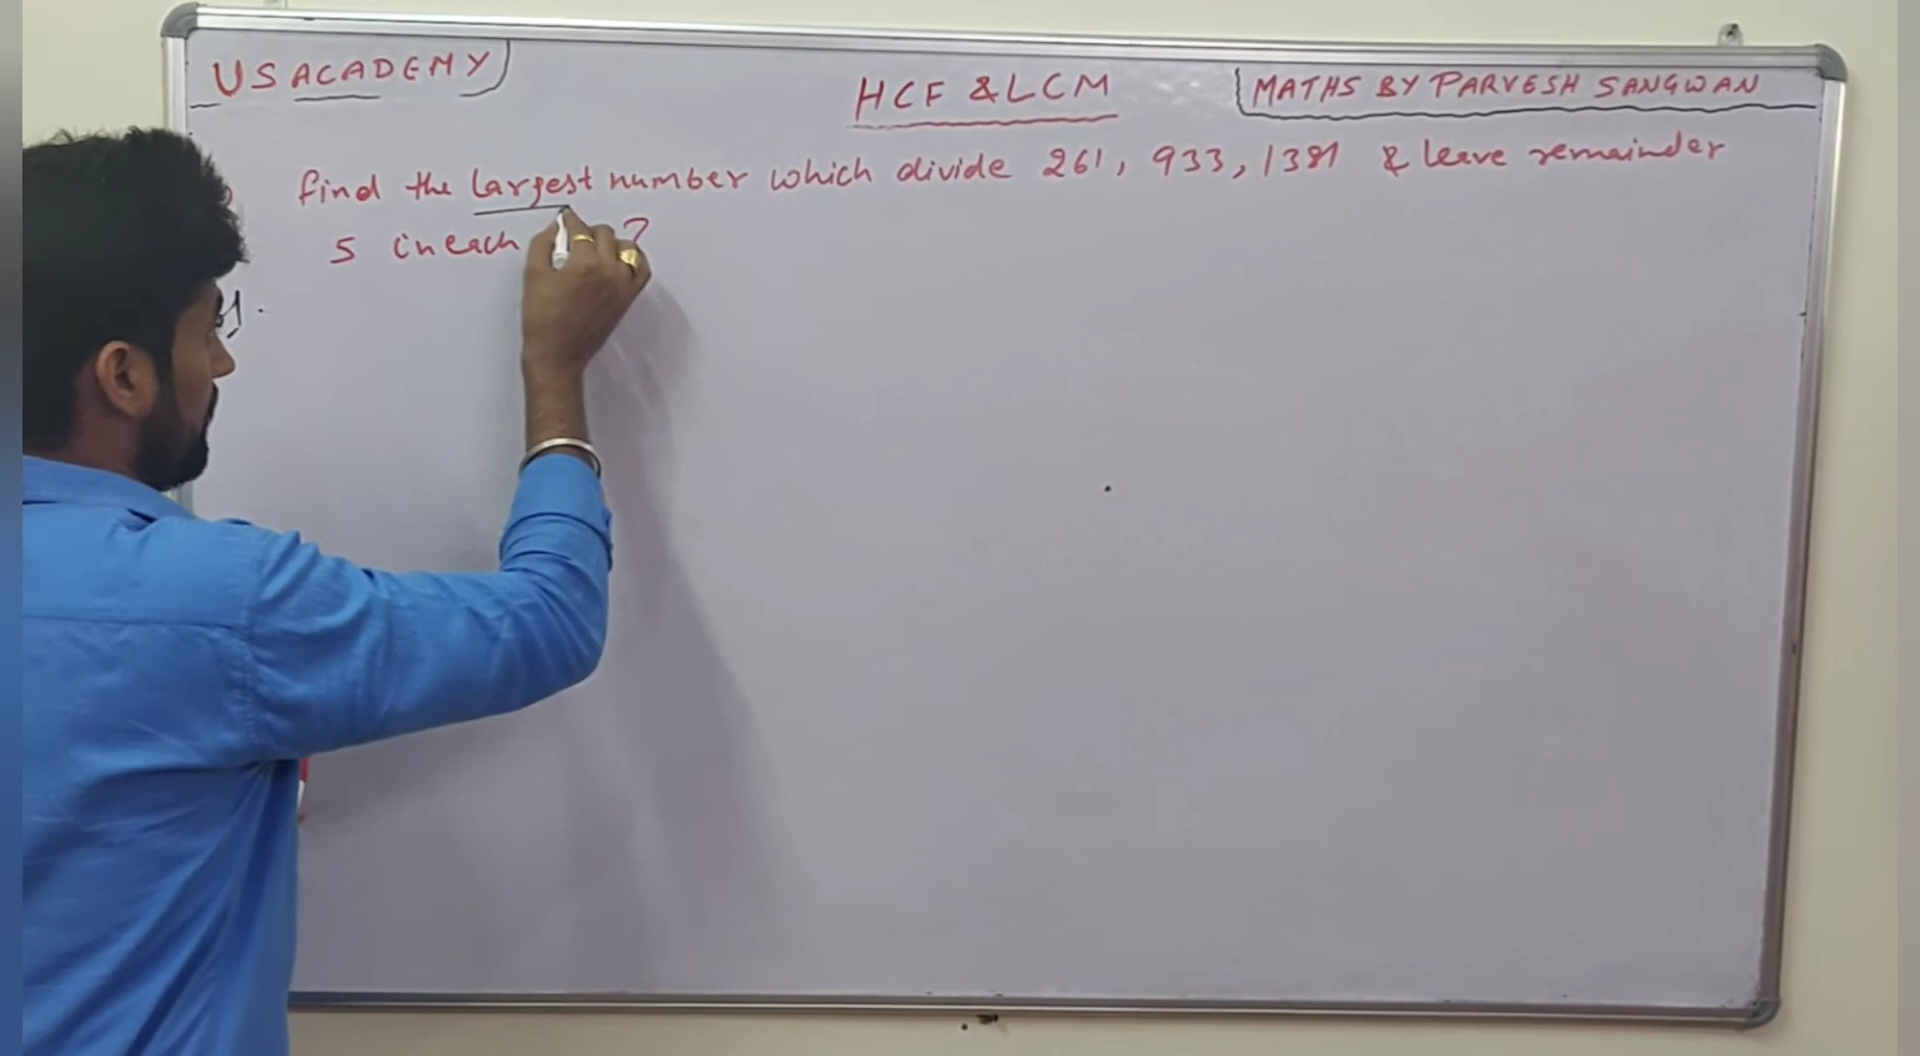 US ACADEMY
HCF & LCM
MATHS BY PARVESH SANGWAN
find the largest number which divide 261, 933, 1381 & leave remainder
5 in each ?